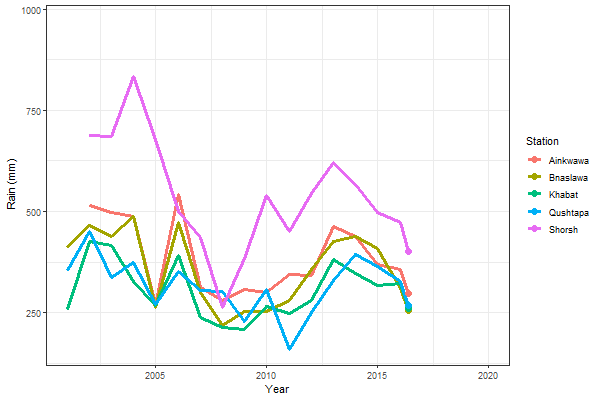 1000
750
500
250
Rain (mm)
2005
2010
2015
2020
Year
Station
Ainkwawa
Bnaslawa
Khabat
Qushtapa
Shorsh